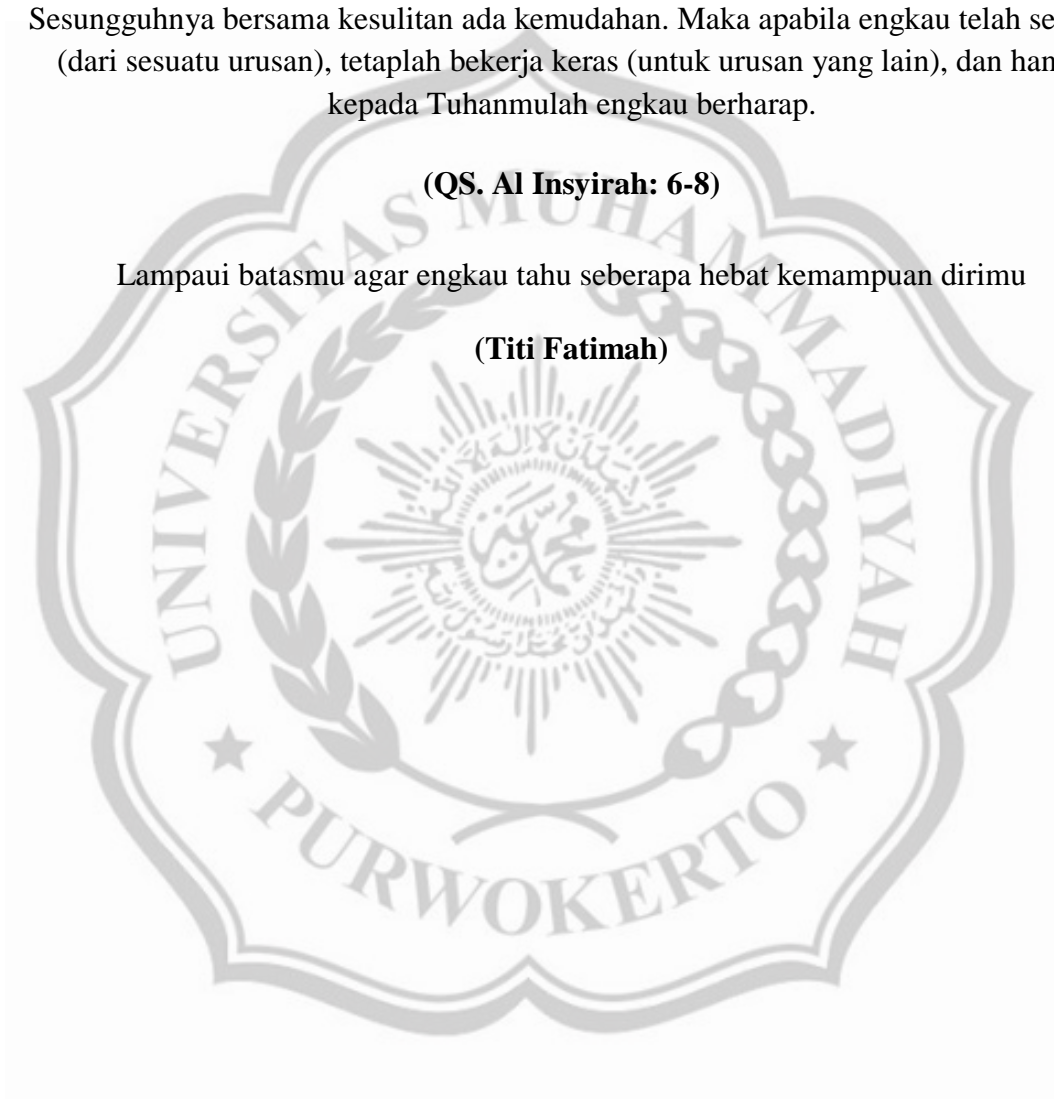 Sesungguhnya bersama kesulitan ada kemudahan. Maka apabila engkau telah se
(dari sesuatu urusan), tetaplah bekerja keras (untuk urusan yang lain), dan han
kepada Tuhanmulah engkau berharap.
(QS. Al Insyirah: 6-8)
Lampaui batasmu agar engkau tahu seberapa hebat kemampuan dirimu
(Titi Fatimah)
UNIVERSITAS MUHAMMADIYAH
محمد
PURWOKERTO